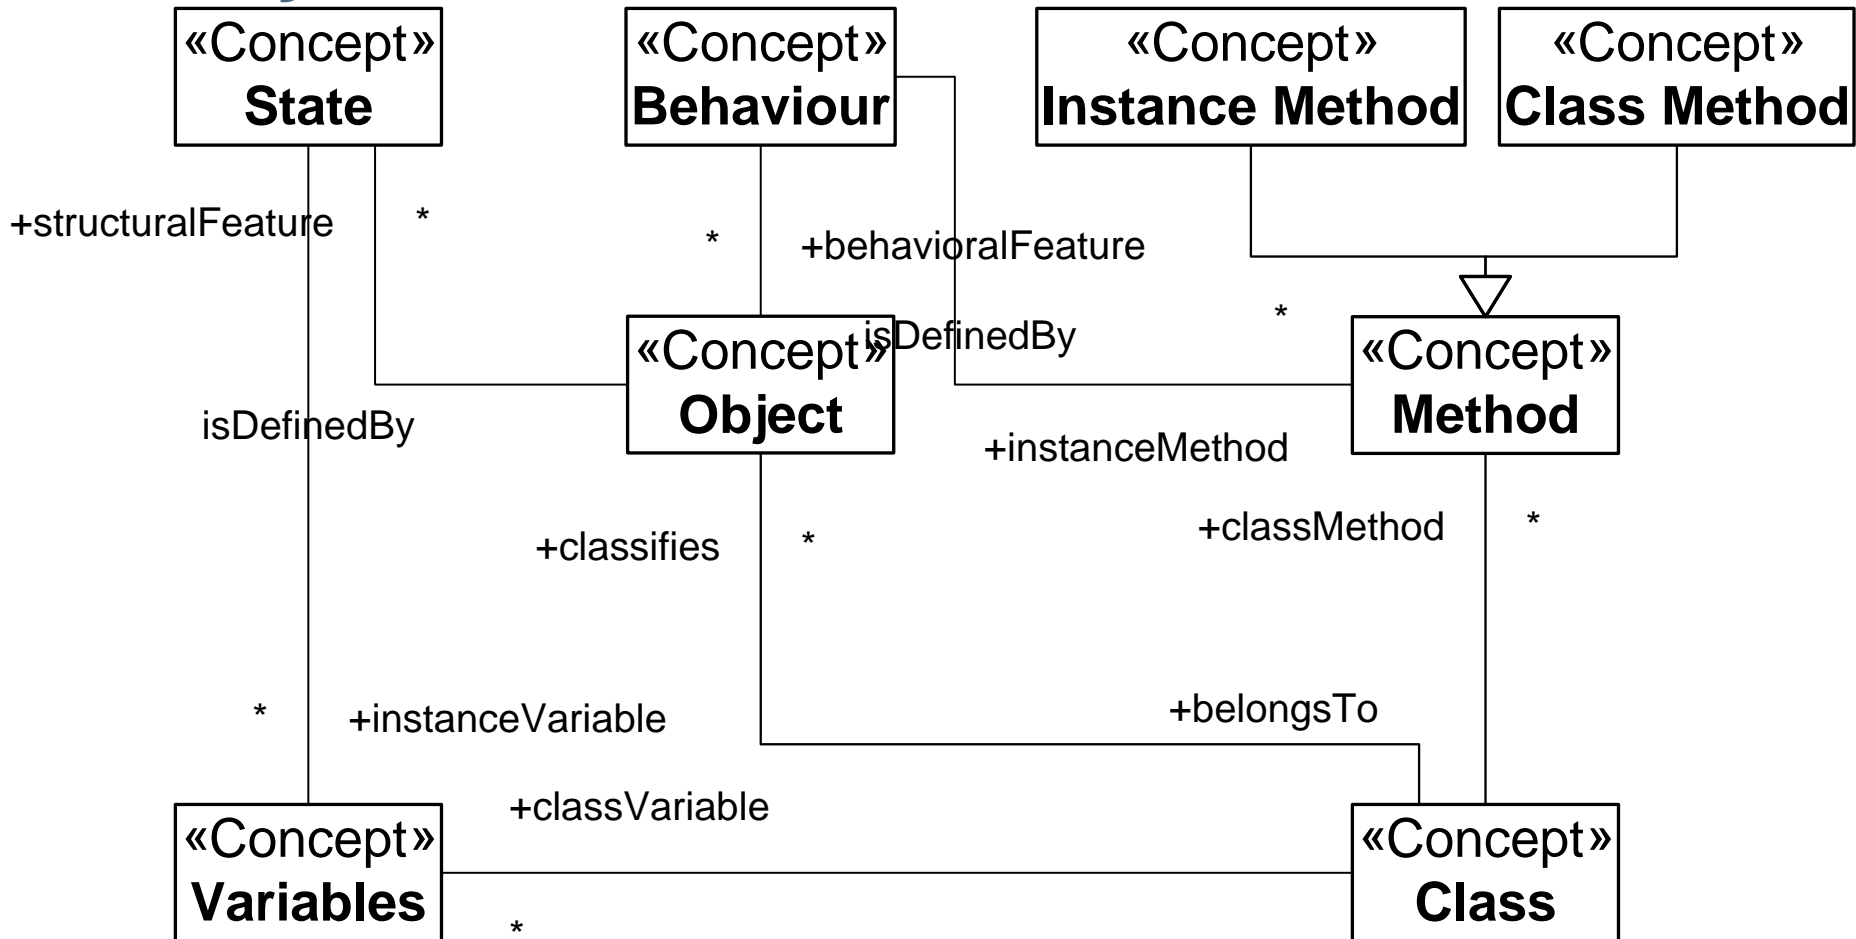 «Concept»
State
«Concept»
Behaviour
«Concept»
Instance Method
«Concept»
Class Method
+structuralFeature
*
*
+behavioralFeature
*
isDefinedBy
«Concept»
Object
«Concept»
Method
isDefinedBy
+instanceMethod
+classMethod
*
+classifies
*
*
+instanceVariable
+belongsTo
+classVariable
«Concept»
Variables
*
«Concept»
Class